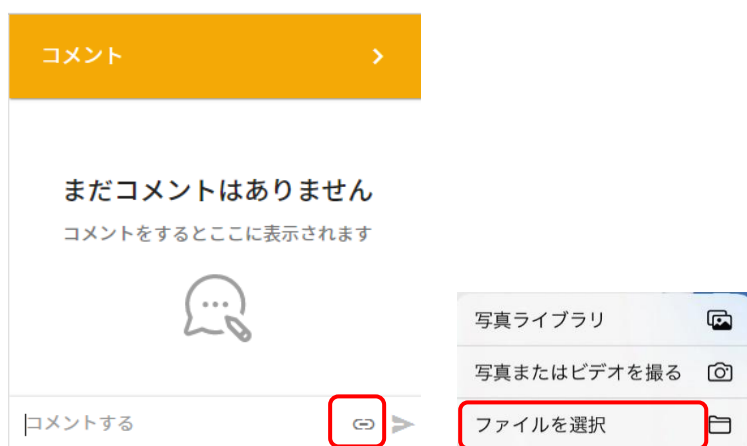 コメント
まだコメントはありません
コメントをするとここに表示されます
コメントする
写真ライブラリ
写真またはビデオを撮る
ファイルを選択